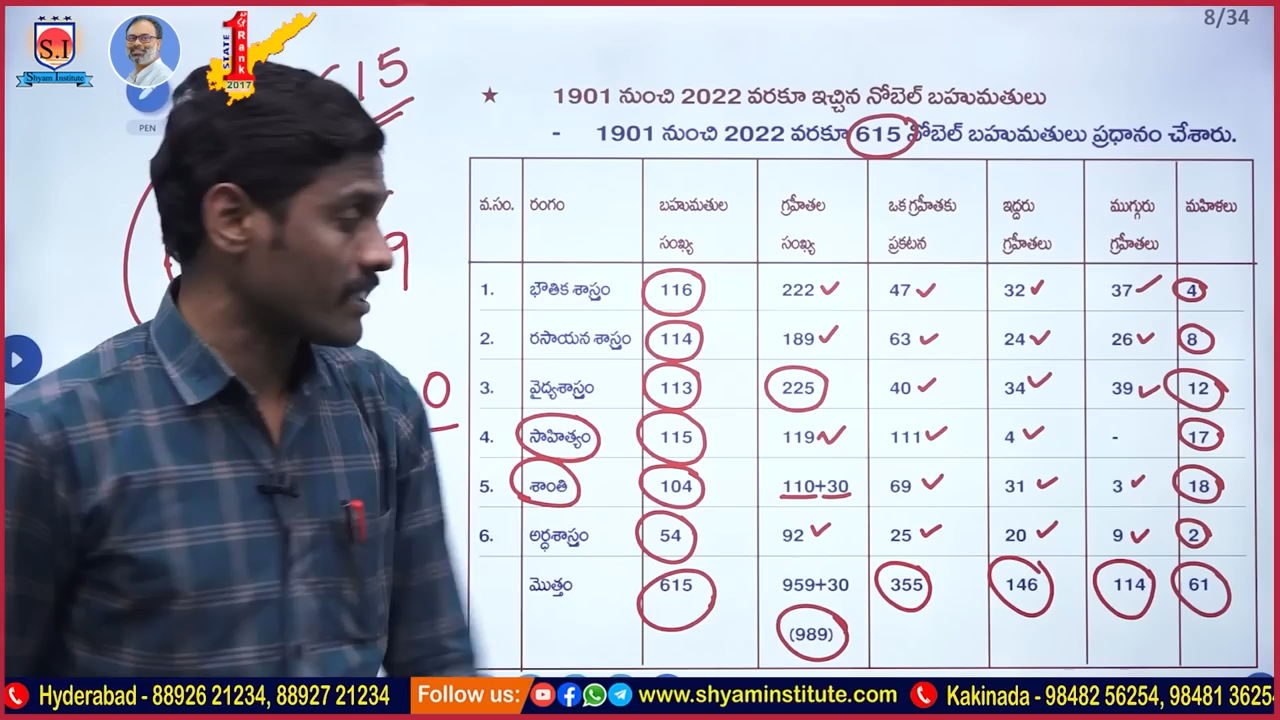 8/34
S.I
Shyam Institute
STATE 1 Rank 2017
PEN
615
★ 1901 నుంచి 2022 వరకూ ఇచ్చిన నోబెల్ బహుమతులు
- 1901 నుంచి 2022 వరకూ 615 నోబెల్ బహుమతులు ప్రధానం చేశారు.
వ.సం. రంగం బహుమతుల సంఖ్య గ్రహీతల సంఖ్య ఒక గ్రహీతకు ప్రకటన ఇద్దరు గ్రహీతలు ముగ్గురు గ్రహీతలు మహిళలు
1. భౌతిక శాస్త్రం 116 222 47 32 37 4
2. రసాయన శాస్త్రం 114 189 63 24 26 8
3. వైద్యశాస్త్రం 113 225 40 34 39 12
4. సాహిత్యం 115 119 111 4 - 17
5. శాంతి 104 110+30 69 31 3 18
6. అర్థశాస్త్రం 54 92 25 20 9 2
మొత్తం 615 959+30 355 146 114 61
(989)
9
0
Hyderabad - 88926 21234, 88927 21234 Follow us: www.shyaminstitute.com Kakinada - 98482 56254, 98481 36254